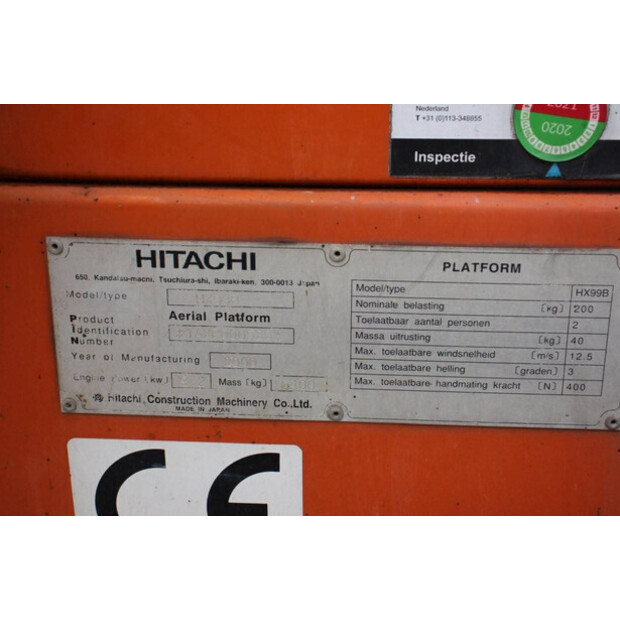 Nederland
T +31 (0)113-348855
Inspectie
2021
2020
HITACHI
650, Kandatsu-machi, Tsuchiura-shi, Ibaraki-ken, 300-0013 Japan
Model/type
Product Identification Number
Aerial Platform
Year of Manufacturing
Engine Power (kw)
Mass (kg)
Hitachi Construction Machinery Co.,Ltd.
MADE IN JAPAN
PLATFORM
Model/type HX99B
Nominale belasting (kg) 200
Toelaatbaar aantal personen 2
Massa uitrusting (kg) 40
Max. toelaatbare windsnelheid (m/s) 12.5
Max. toelaatbare helling (graden) 3
Max. toelaatbare handmating kracht (N) 400
CE